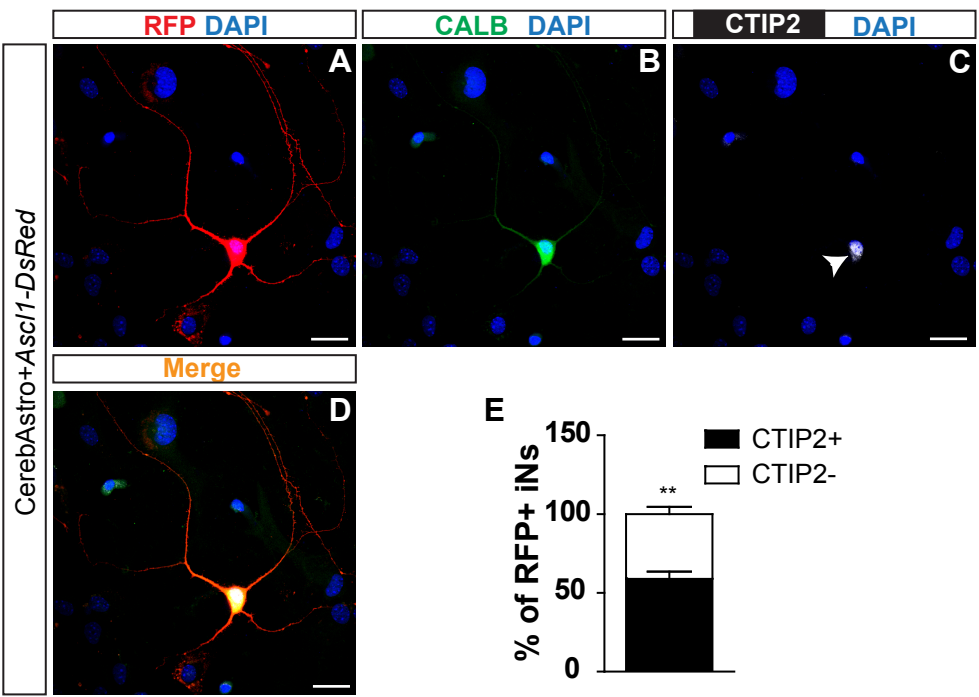 RFP DAPI
CALB DAPI
CTIP2 DAPI
A
B
C
CerebAstro+Ascl1-DsRed
Merge
D
E
CTIP2+
CTIP2-
% of RFP+ iNs
150
100
50
0
**